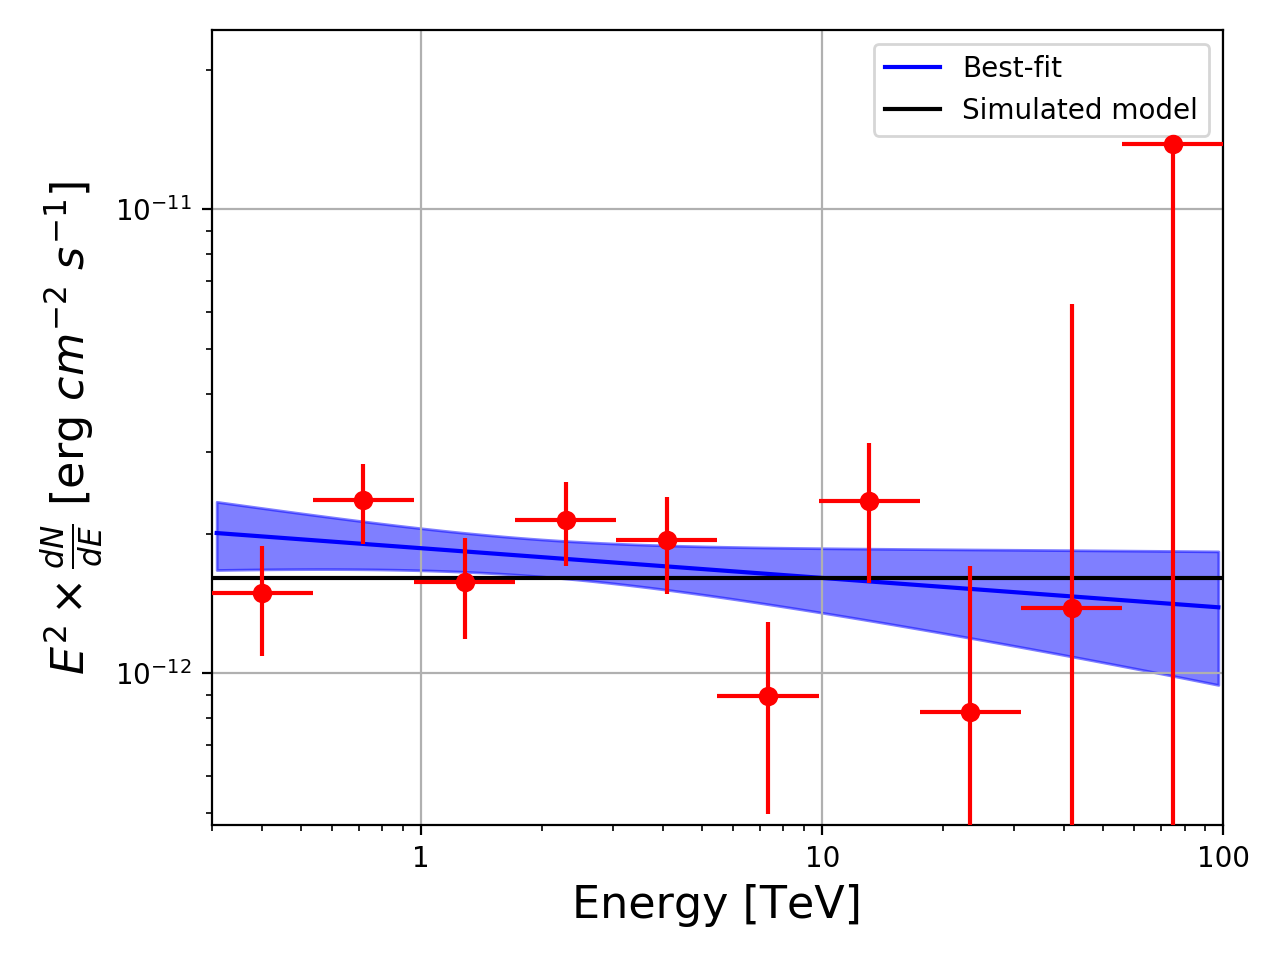 Best-fit
Simulated model
10⁻¹¹
10⁻¹²
E² × dN/dE [erg cm⁻² s⁻¹]
1 10 100
Energy [TeV]